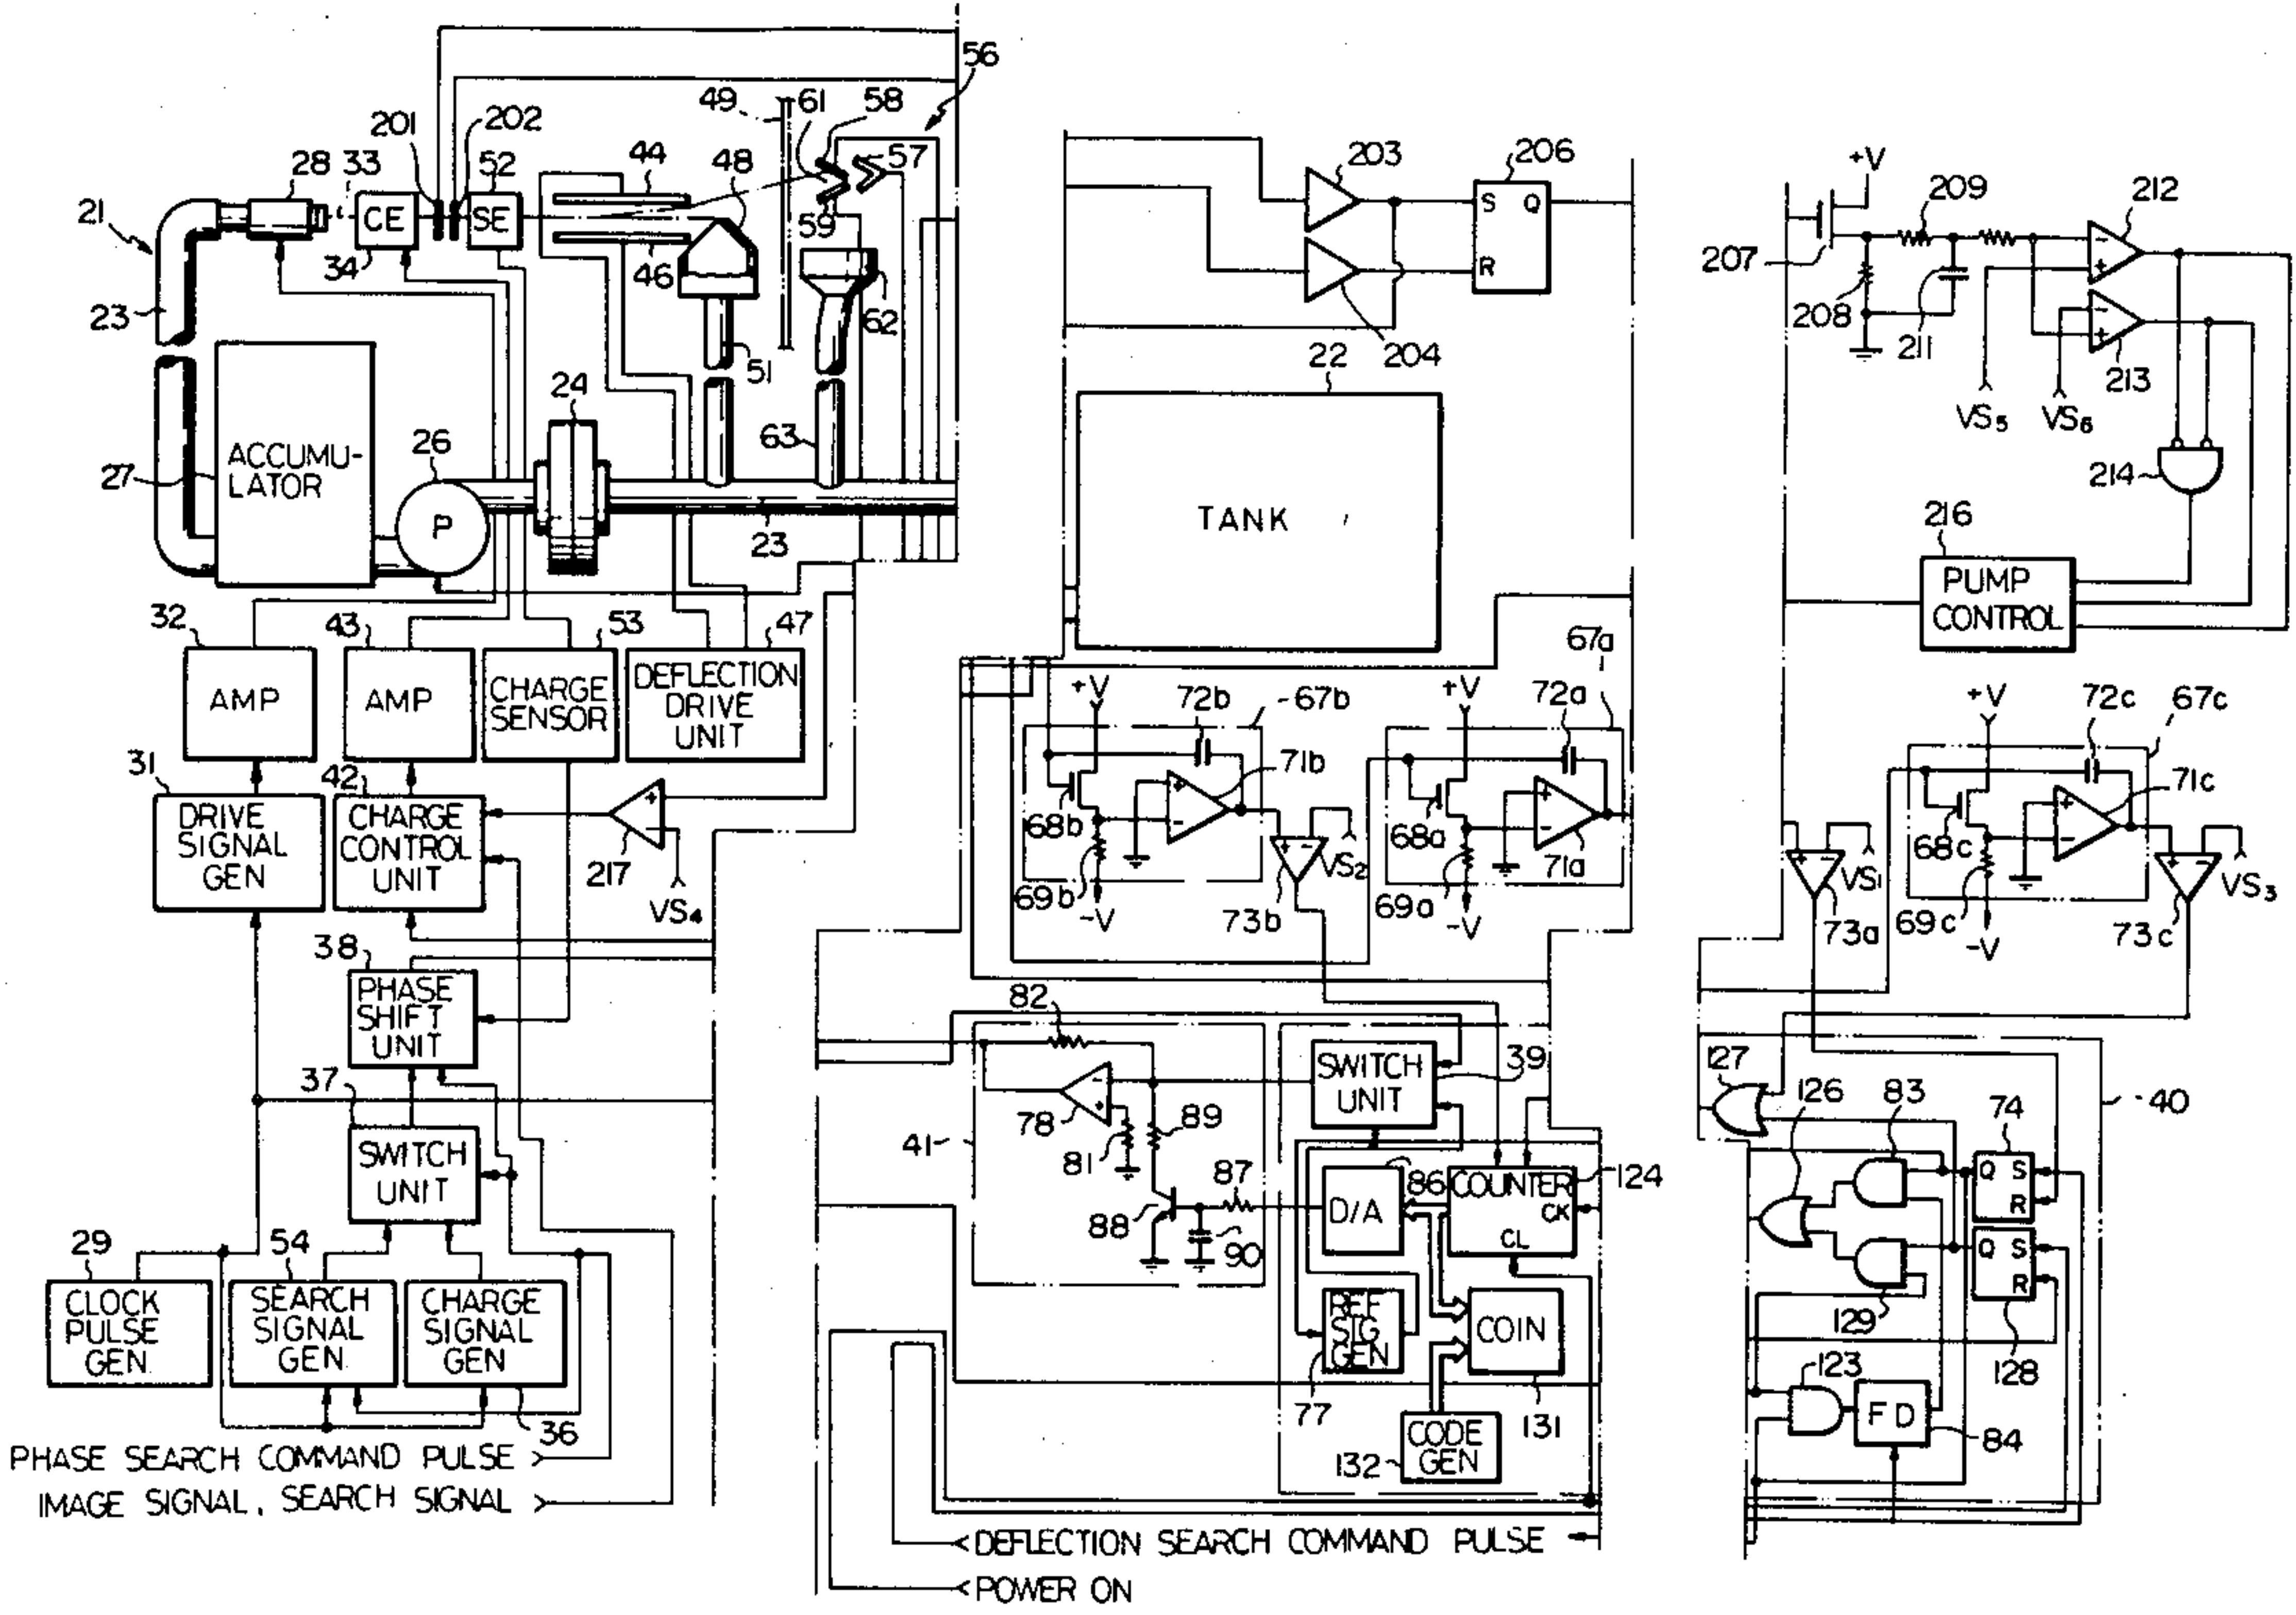 56
201
202
49
61
58
28
33
52
44
48
57
203
206
+V
209
212
21
CE
SE
S
Q
59
34
46
R
207
208
211
-
+
-
+
213
23
62
51
204
22
VS5
VS6
24
26
63
27
ACCUMU-
LATOR
P
TANK
214
23
216
PUMP
CONTROL
32
43
53
47
67a
AMP
AMP
CHARGE
SENSOR
DEFLECTION
DRIVE
UNIT
+V
72b
67b
+V
72a
+V
72c
67c
31
42
71b
71c
DRIVE
SIGNAL
GEN
CHARGE
CONTROL
UNIT
+
-
217
VS4
68b
+
-
69b
-V
+
-
VS2
73b
68a
+
-
71a
69a
-V
+
-
VS1
73a
68c
+
-
69c
-V
+
-
VS3
73c
38
PHASE
SHIFT
UNIT
82
SWITCH
UNIT
39
37
SWITCH
UNIT
-
+
78
81
89
41
127
126
83
74
40
Q
S
R
87
86
D/A
COUNTER
CK
CL
124
88
90
29
54
CLOCK
PULSE
GEN
SEARCH
SIGNAL
GEN
CHARGE
SIGNAL
GEN
36
REF
SIG
GEN
77
COIN
131
Q
S
R
129
128
123
FD
84
132
CODE
GEN
PHASE SEARCH COMMAND PULSE
IMAGE SIGNAL, SEARCH SIGNAL
DEFLECTION SEARCH COMMAND PULSE
POWER ON